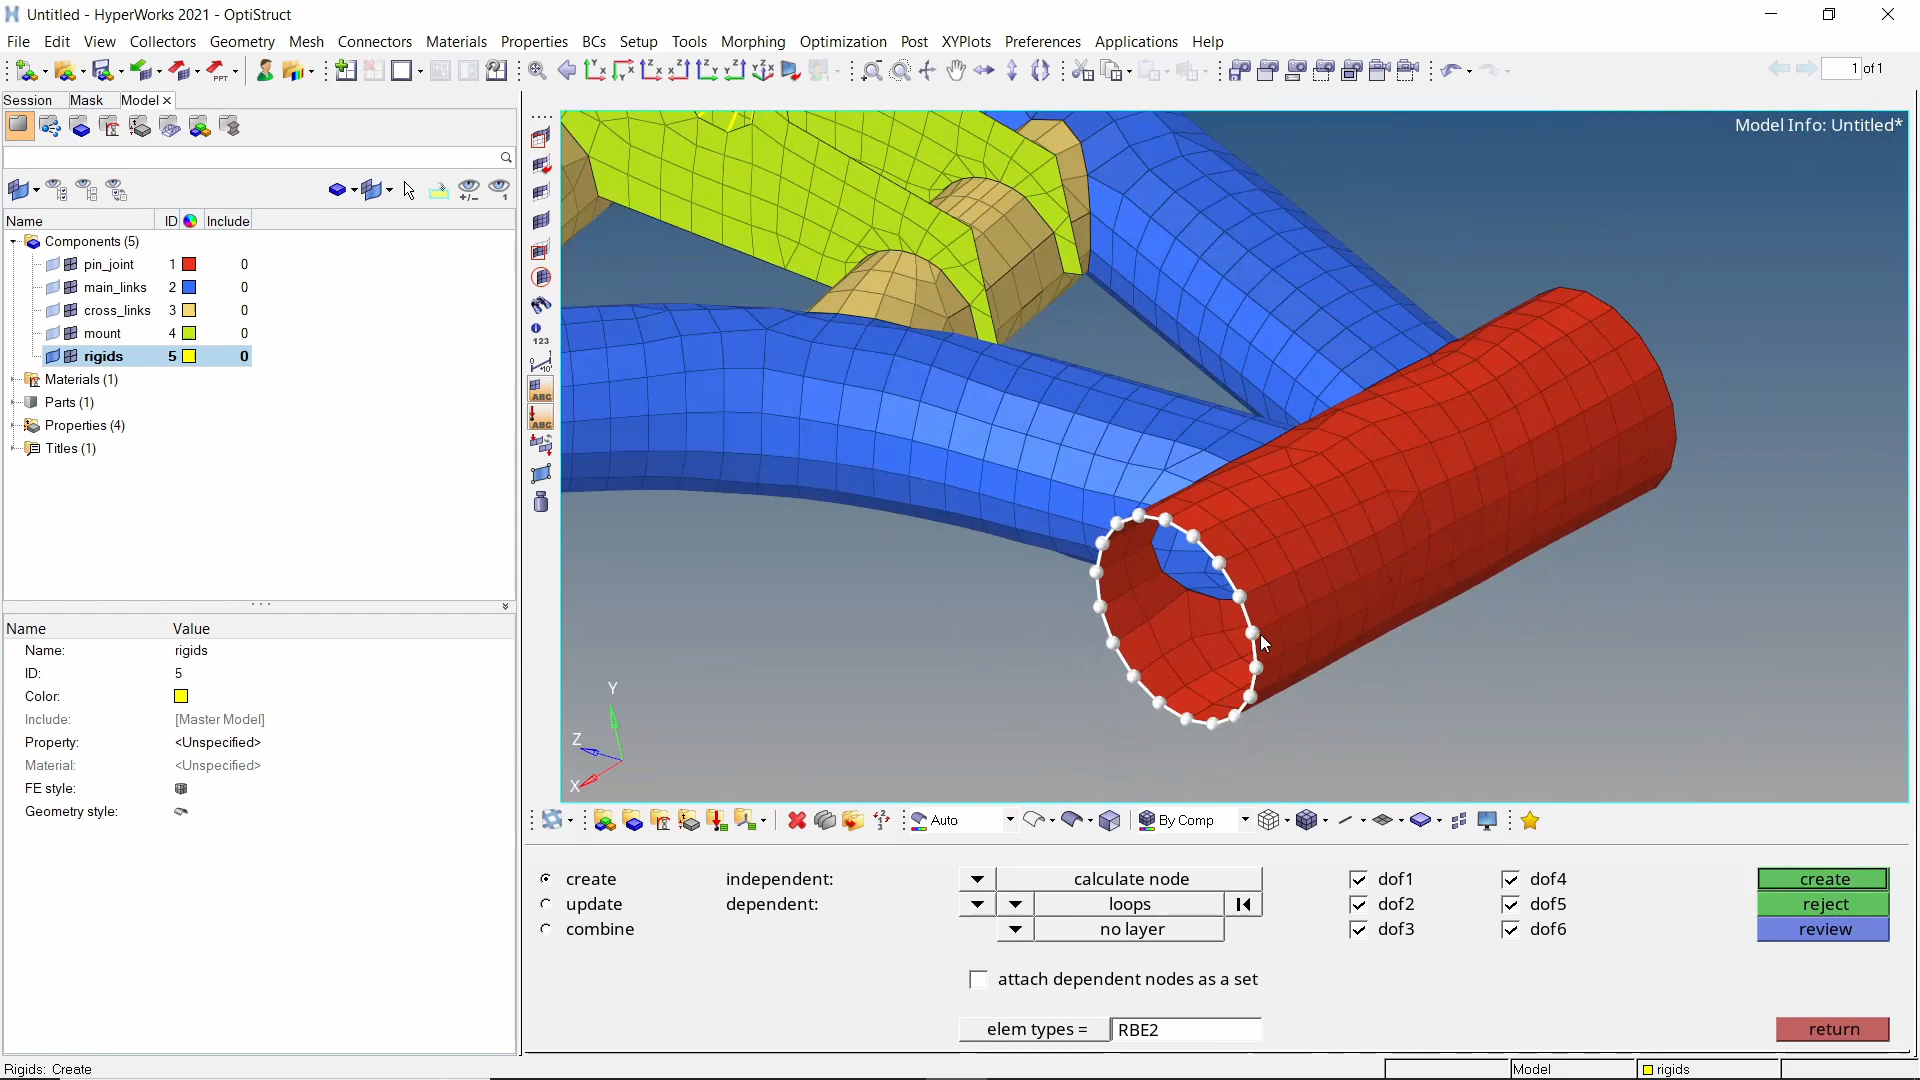 Untitled - HyperWorks 2021 - OptiStruct
File Edit View Collectors Geometry Mesh Connectors Materials Properties BCs Setup Tools Morphing Optimization Post XYPlots Preferences Applications Help
1 of 1
Session Mask Model
Model Info: Untitled*
Name ID Include
Components (5)
pin_joint 1 0
main_links 2 0
cross_links 3 0
mount 4 0
rigids 5 0
Materials (1)
Parts (1)
Properties (4)
Titles (1)
Name Value
Name: rigids
ID: 5
Color:
Include: [Master Model]
Property: <Unspecified>
Material: <Unspecified>
FE style:
Geometry style:
123
ABC
ABC
Y
Z
X
Auto By Comp
create independent: calculate node dof1 dof4 create
update dependent: loops dof2 dof5 reject
combine no layer dof3 dof6 review
attach dependent nodes as a set
elem types = RBE2 return
Rigids: Create Model rigids